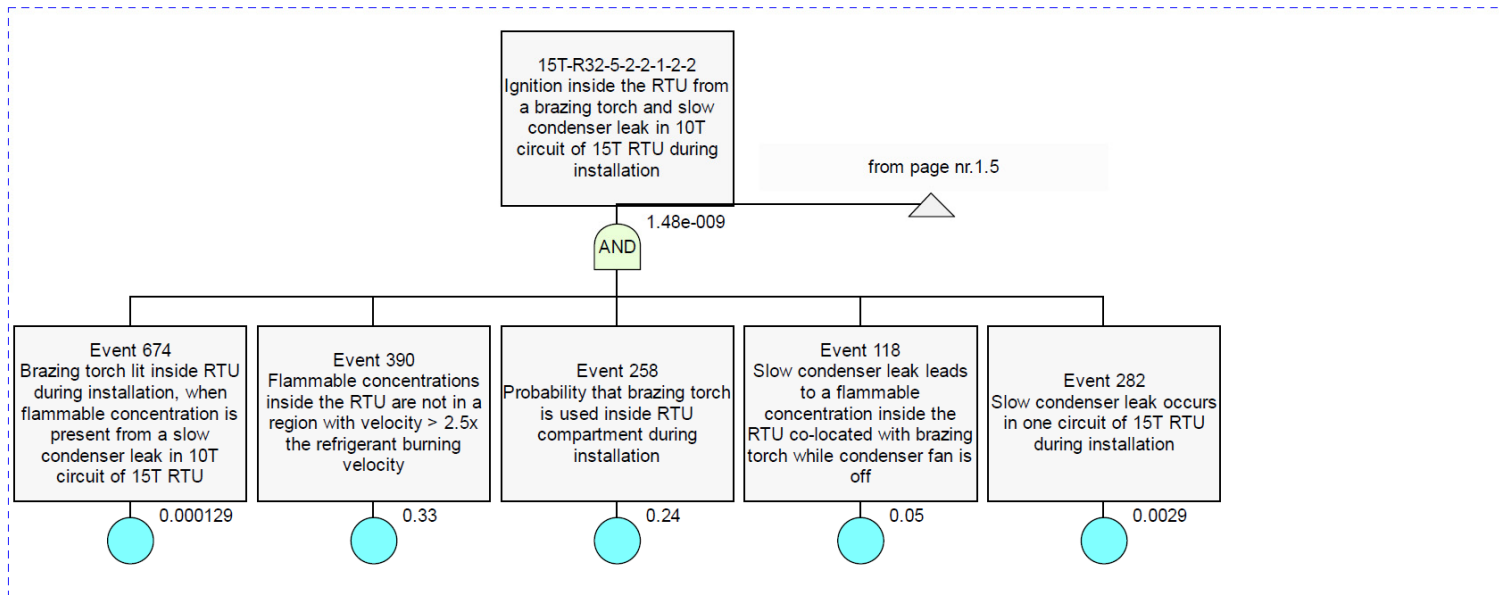 15T-R32-5-2-2-1-2-2
Ignition inside the RTU from
a brazing torch and slow
condenser leak in 10T
circuit of 15T RTU during
installation
from page nr.1.5
1.48e-009
AND
Event 674
Brazing torch lit inside RTU
during installation, when
flammable concentration is
present from a slow
condenser leak in 10T
circuit of 15T RTU
0.000129
Event 390
Flammable concentrations
inside the RTU are not in a
region with velocity > 2.5x
the refrigerant burning
velocity
0.33
Event 258
Probability that brazing torch
is used inside RTU
compartment during
installation
0.24
Event 118
Slow condenser leak leads
to a flammable
concentration inside the
RTU co-located with brazing
torch while condenser fan is
off
0.05
Event 282
Slow condenser leak occurs
in one circuit of 15T RTU
during installation
0.0029